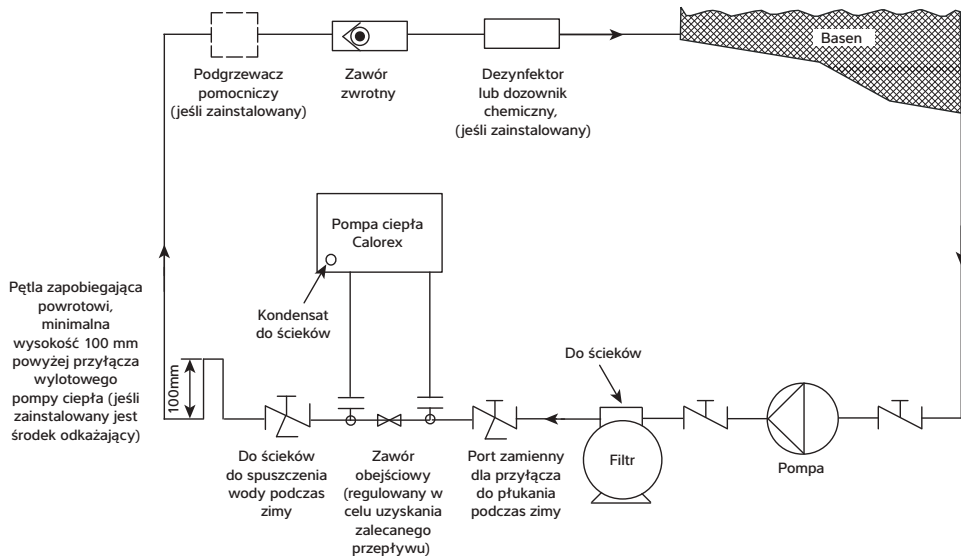 Basen
Podgrzewacz
pomocniczy
(jeśli zainstalowany)
Zawór
zwrotny
Dezynfektor
lub dozownik
chemiczny,
(jeśli zainstalowany)
Pompa ciepła
Calorex
Kondensat
do ścieków
Pętla zapobiegająca
powrotowi,
minimalna
wysokość 100 mm
powyżej przyłącza
wylotowego
pompy ciepła (jeśli
zainstalowany jest
środek odkażający)
100mm
Do ścieków
do spuszczenia
wody podczas
zimy
Zawór
obejściowy
(regulowany w
celu uzyskania
zalecanego
przepływu)
Port zamienny
dla przyłącza
do płukania
podczas zimy
Do ścieków
Filtr
Pompa